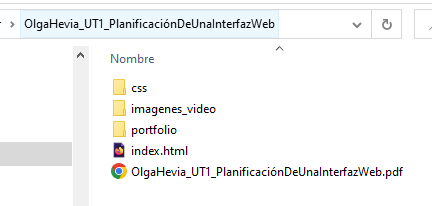 OlgaHevia_UT1_PlanificaciónDeUnaInterfazWeb
Nombre
css
imagenes_video
portfolio
index.html
OlgaHevia_UT1_PlanificaciónDeUnaInterfazWeb.pdf